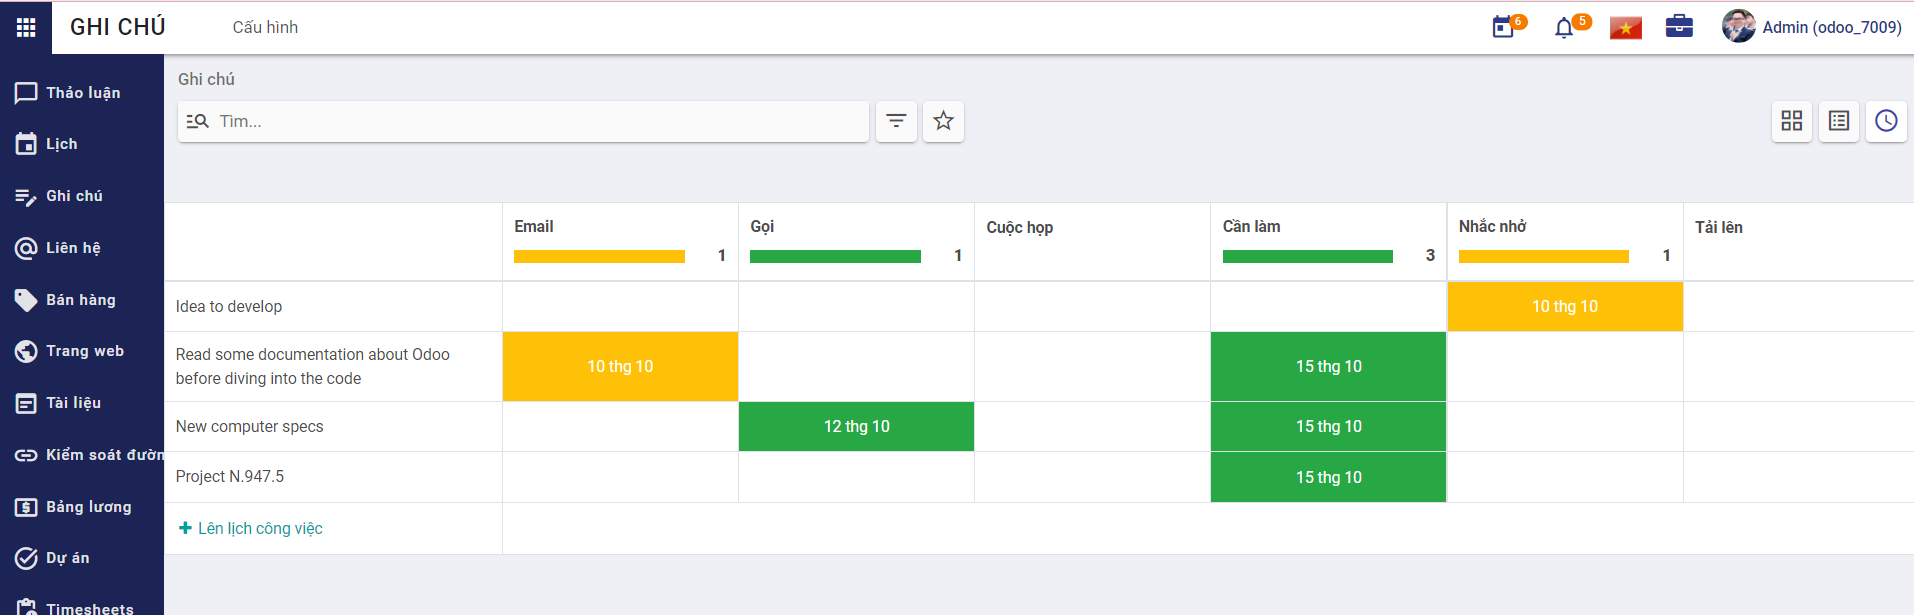 GHI CHÚ
Cấu hình
6
5
Admin (odoo_7009)
Thảo luận
Lịch
Ghi chú
Liên hệ
Bán hàng
Trang web
Tài liệu
Kiểm soát đườn
Bảng lương
Dự án
Timesheets
Ghi chú
Tìm...
Email
Gọi
Cuộc họp
Cần làm
Nhắc nhở
Tải lên
1
1
3
1
Idea to develop
10 thg 10
Read some documentation about Odoo
before diving into the code
10 thg 10
15 thg 10
New computer specs
12 thg 10
15 thg 10
Project N.947.5
15 thg 10
Lên lịch công việc